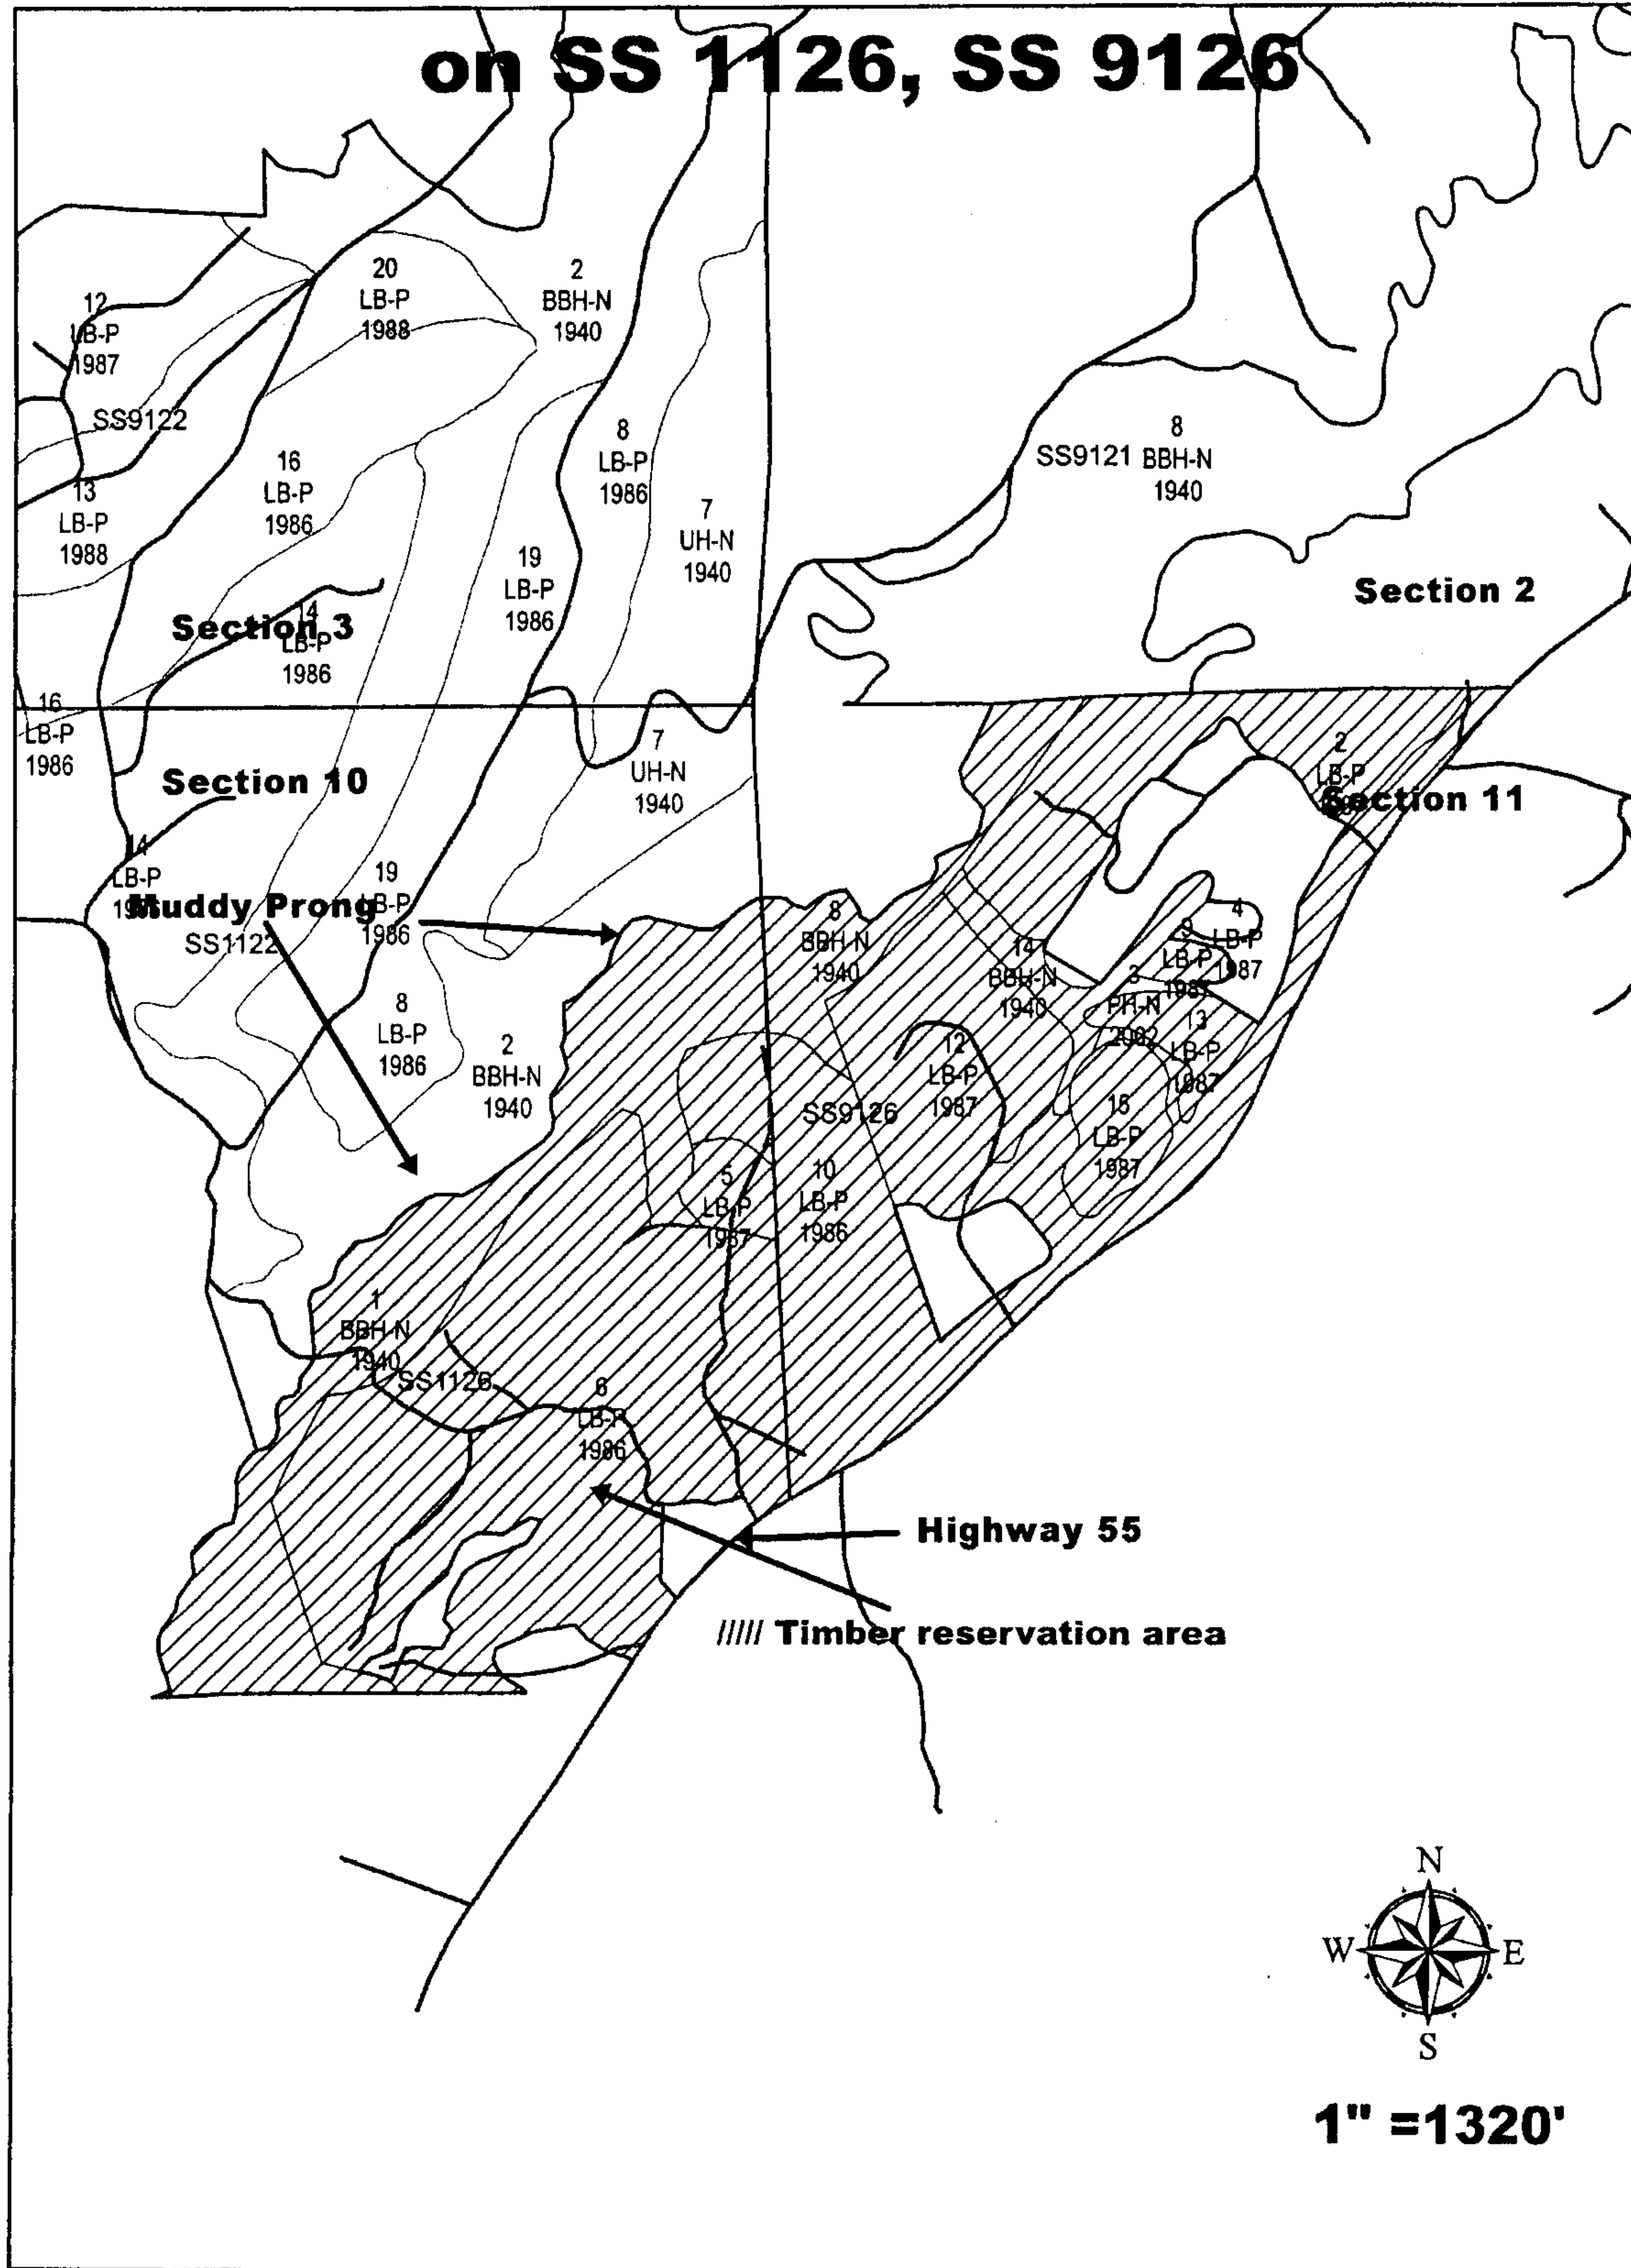 on SS 1126, SS 9126
20
LB-P
1988
2
BBH-N
1940
12
LB-P
1987
SS9122
13
LB-P
1988
16
LB-P
1986
8
LB-P
1986
7
UH-N
1940
SS9121
8
BBH-N
1940
19
LB-P
1986
Section 2
Section 3
14
LB-P
1986
16
LB-P
1986
Section 10
7
UH-N
1940
2
LB-P
Section 11
14
LB-P
Muddy Prong
SS1122
19
LB-P
1986
8
BBH-N
1940
14
BBH-N
1940
4
LB-P
1987
9
LB-P
1987
3
PH-N
2002
13
LB-P
1987
8
LB-P
1986
2
BBH-N
1940
12
LB-P
1987
SS9126
LB-P
1987
5
LB-P
1987
10
LB-P
1986
1
BBH-N
1940
SS1126
6
LB-P
1986
Highway 55
///// Timber reservation area
N
W
E
S
1" =1320'